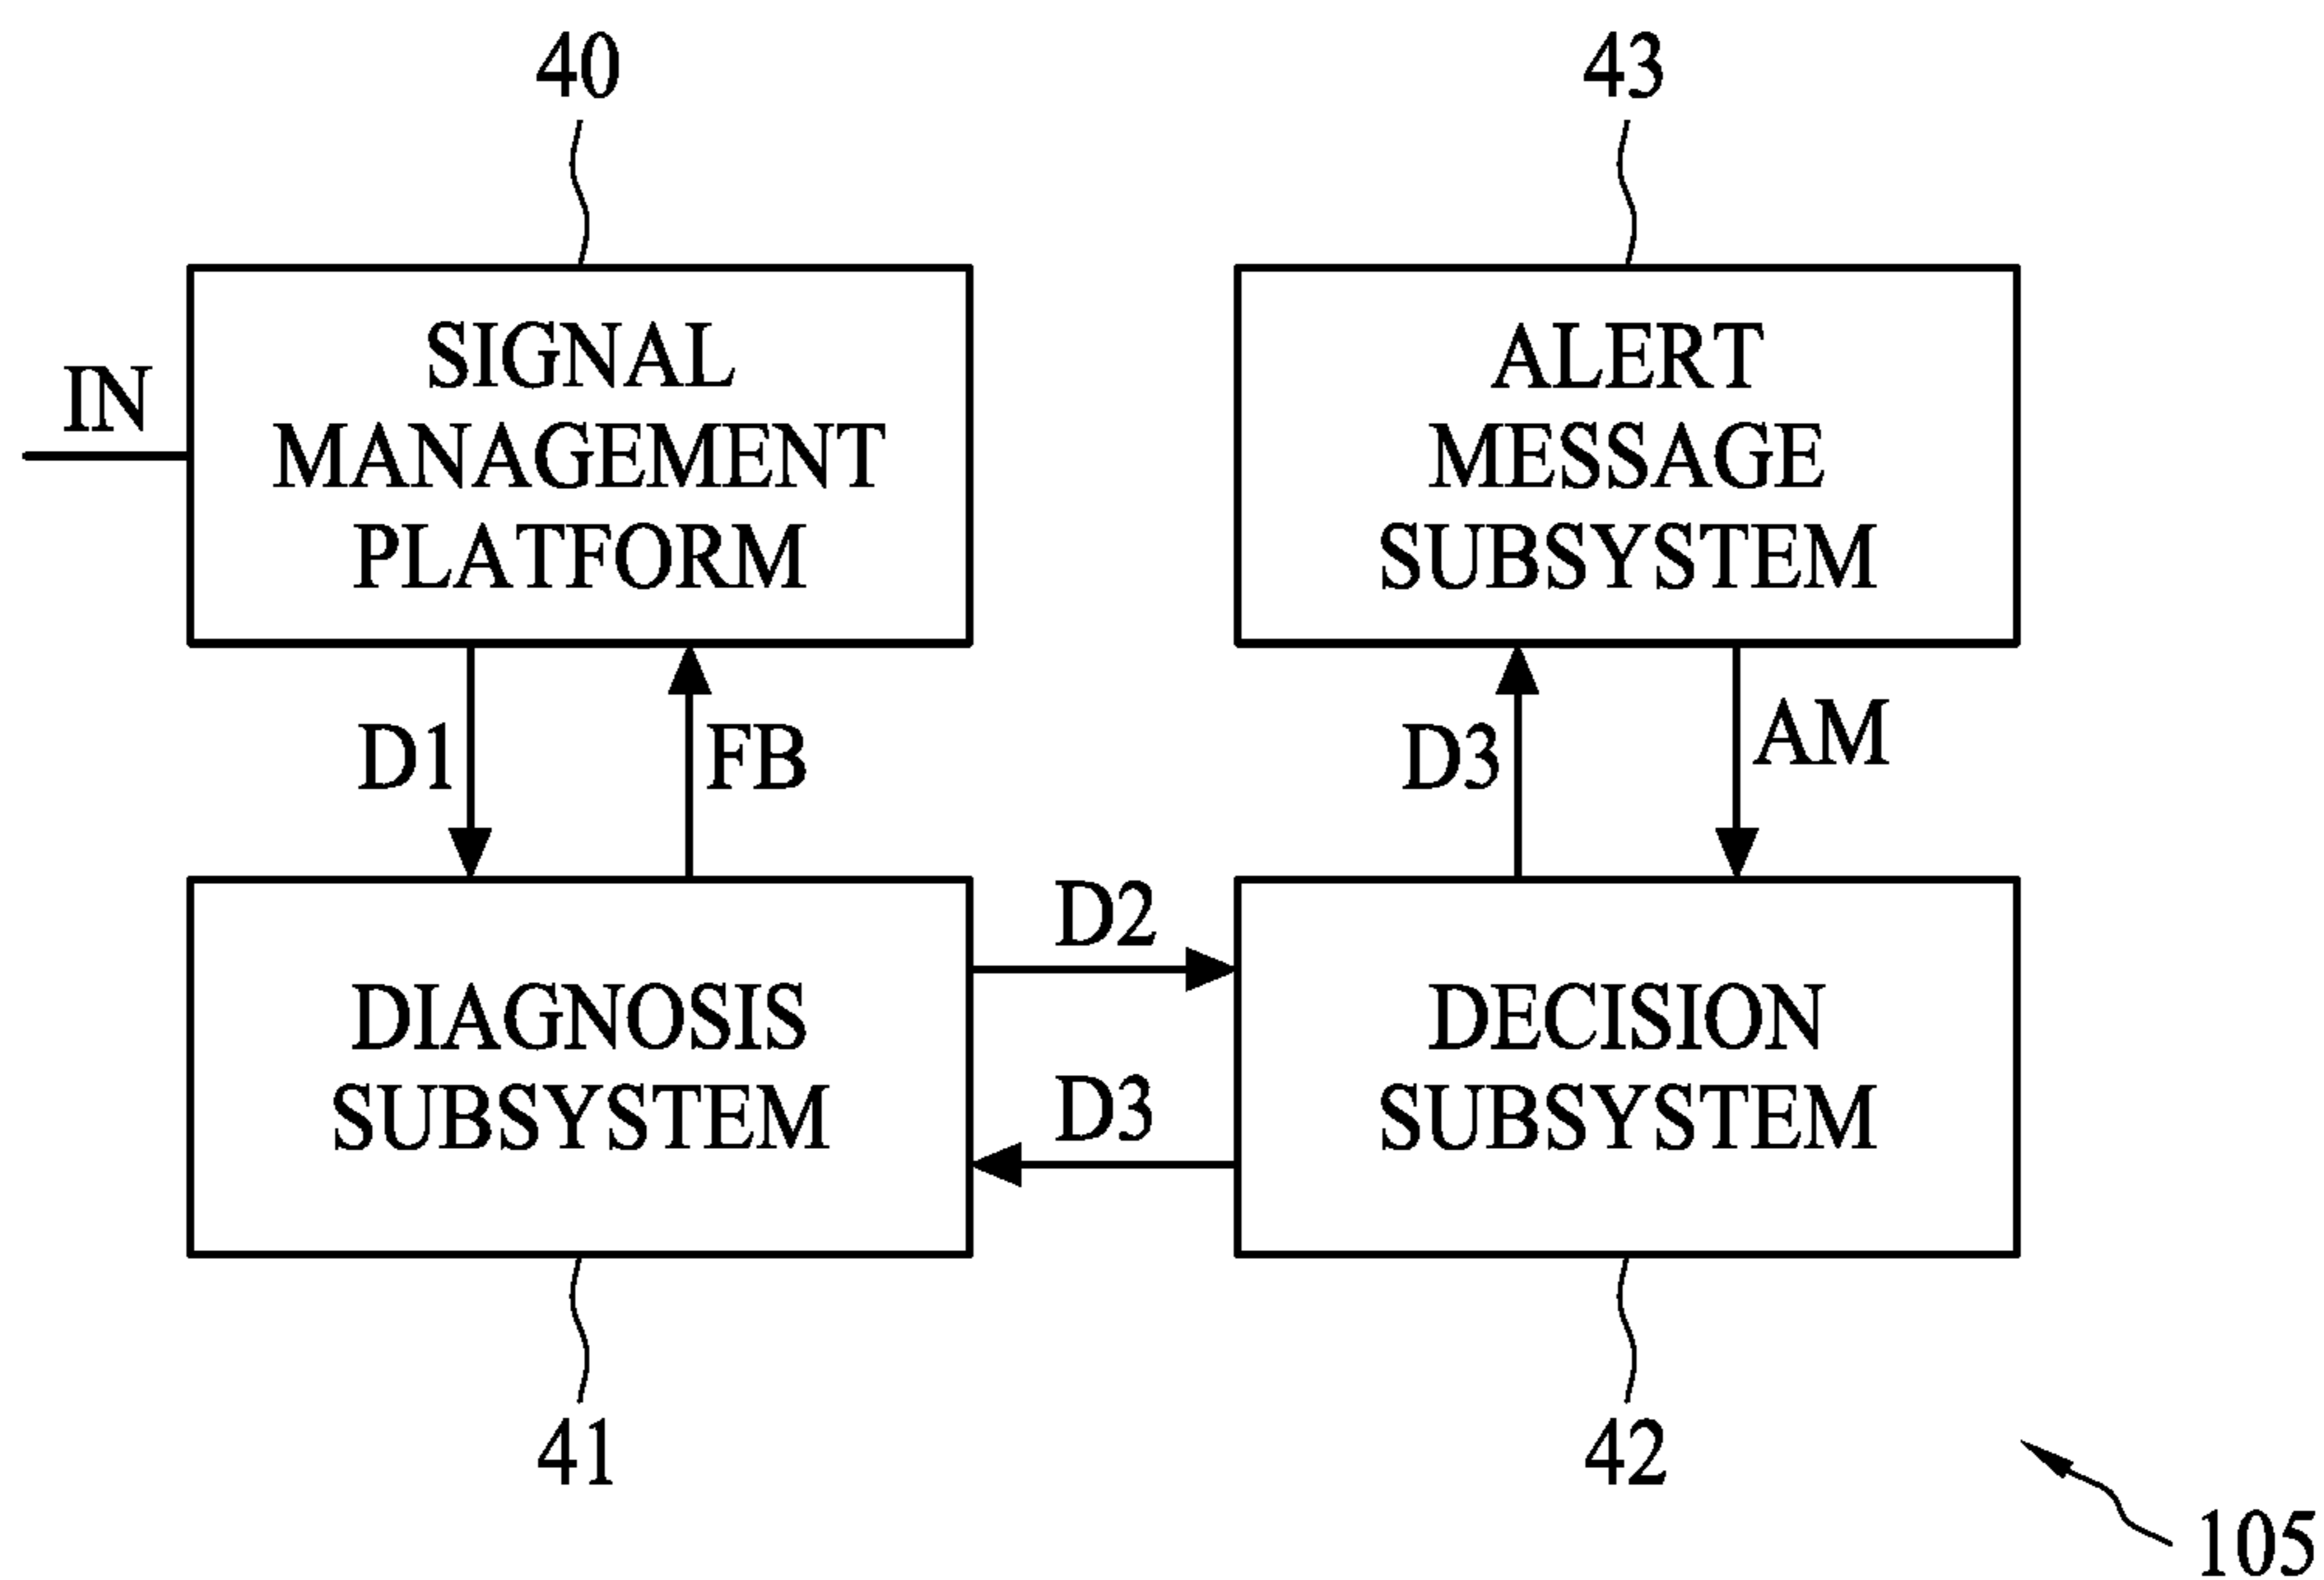 40
43
IN
SIGNAL
MANAGEMENT
PLATFORM
ALERT
MESSAGE
SUBSYSTEM
D1
FB
D3
AM
DIAGNOSIS
SUBSYSTEM
D2
D3
DECISION
SUBSYSTEM
41
42
105